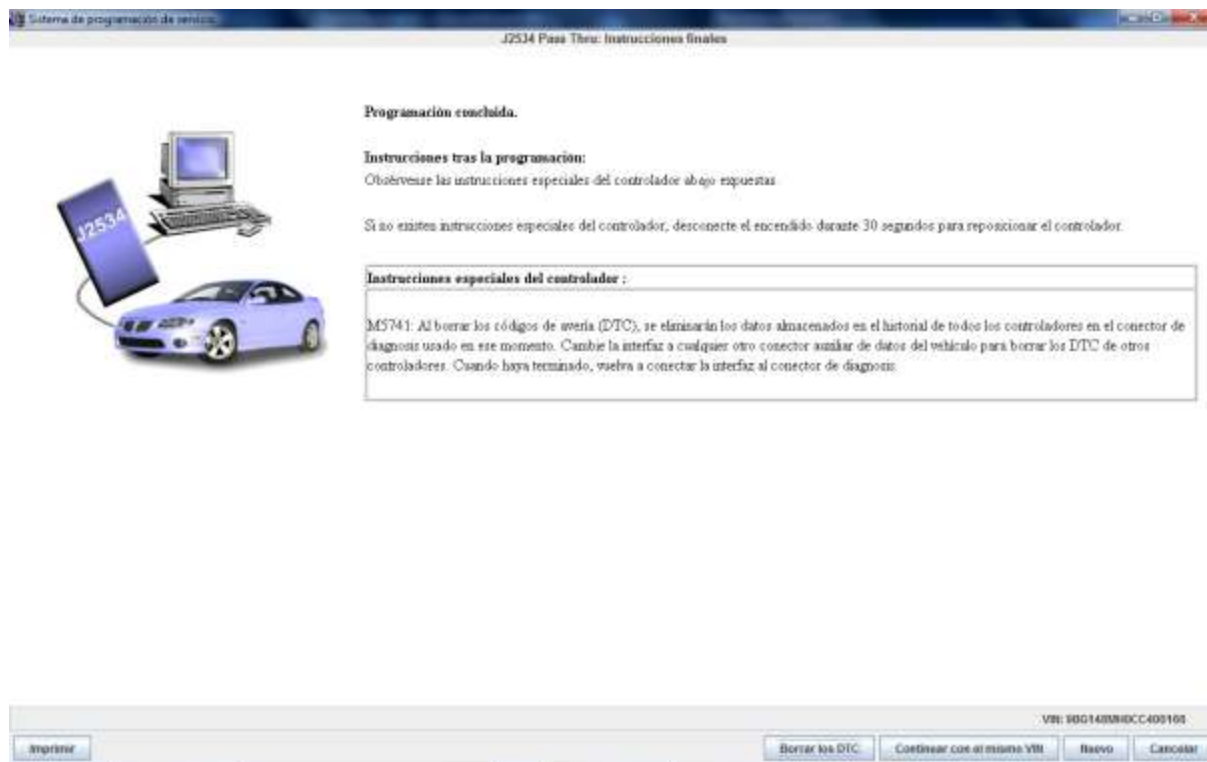 Sistema de programación de servicio
J2534 Pass Thru: Instrucciones finales
Programación concluida.
Instrucciones tras la programación:
Obsérvense las instrucciones especiales del controlador abajo expuestas
Si no existen instrucciones especiales del controlador, desconecte el encendido durante 30 segundos para reposicionar el controlador.
J2534
Instrucciones especiales del controlador :
M5741: Al borrar los códigos de avería (DTC), se eliminarán los datos almacenados en el historial de todos los controladores en el conector de
diagnosis usado en ese momento. Cambie la interfaz a cualquier otro conector auxiliar de datos del vehículo para borrar los DTC de otros
controladores. Cuando haya terminado, vuelva a conectar la interfaz al conector de diagnosis.
VIN:
Imprimir
Borrar los DTC
Continuar con el mismo VIN
Nuevo
Cancelar